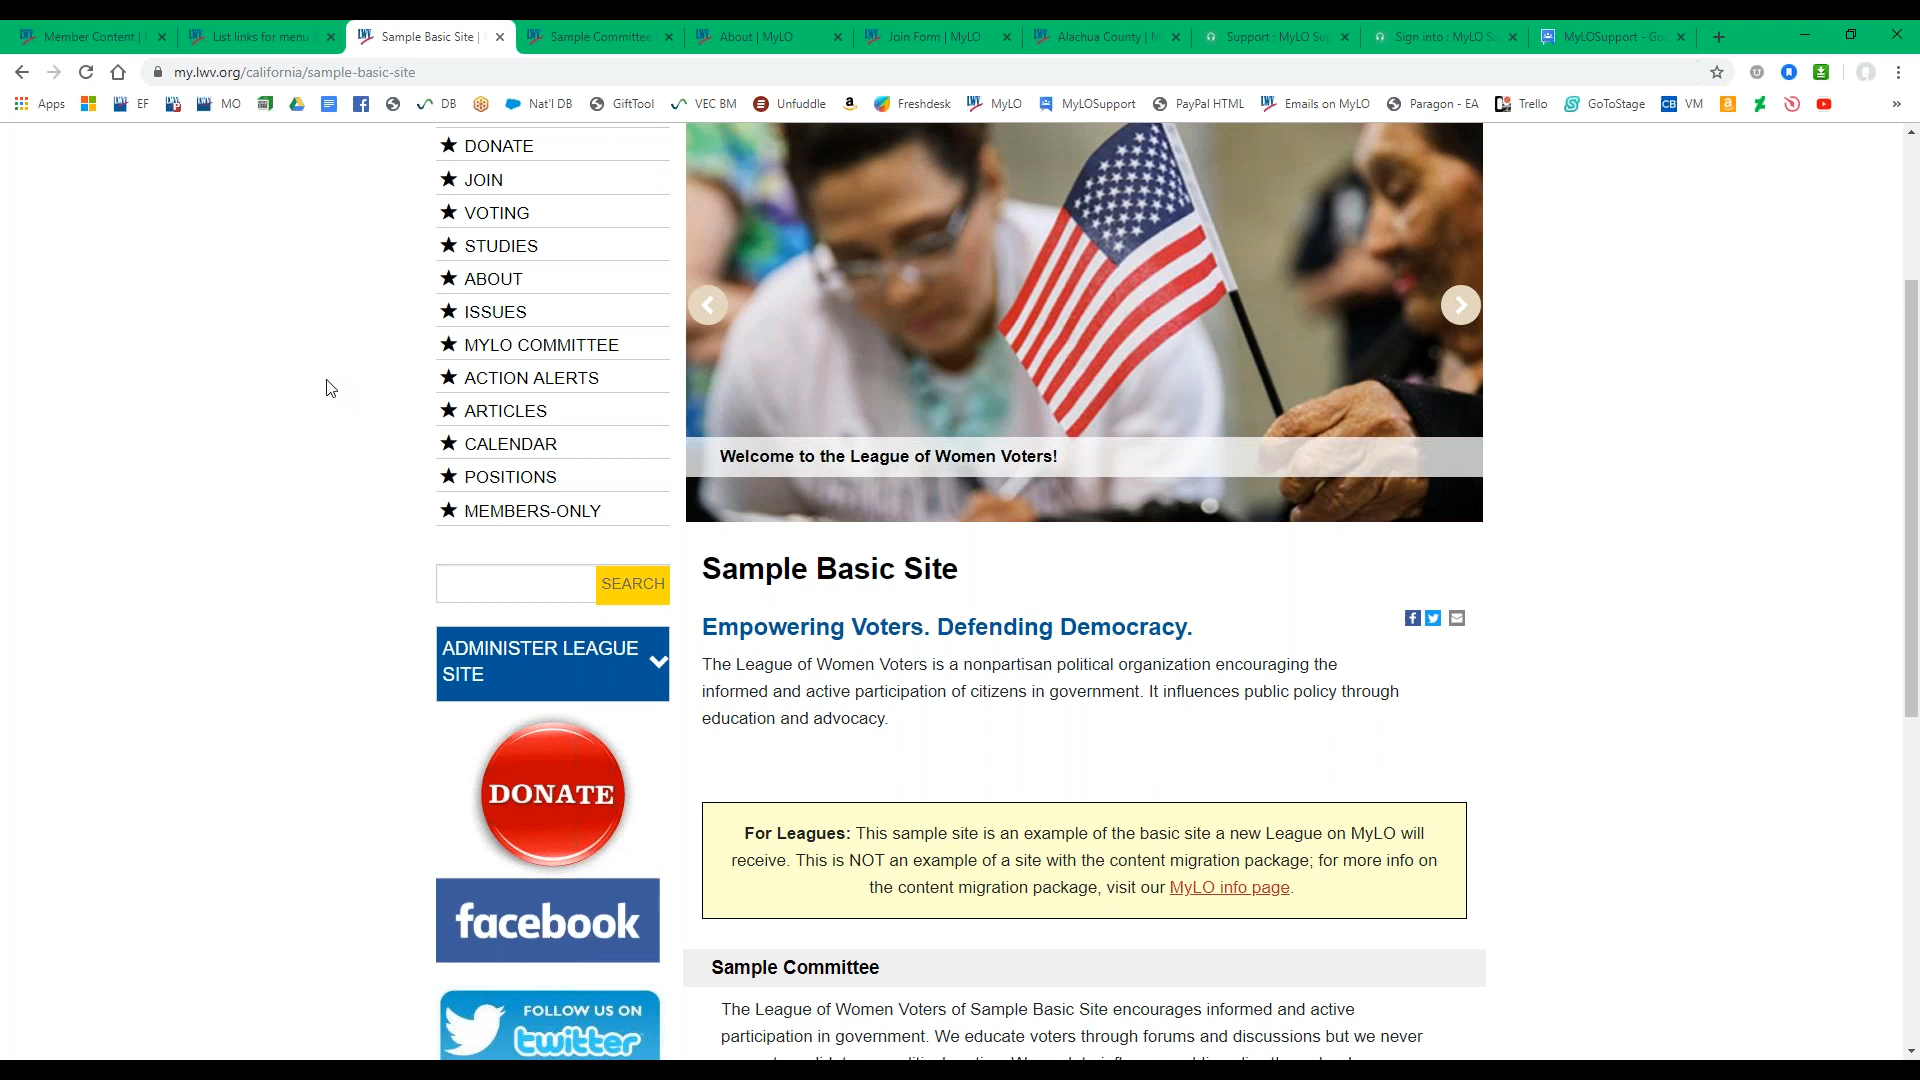 Member Content |
List links for menu
Sample Basic Site |
Sample Committee
About | MyLO
Join Form | MyLO
Alachua County | M
Support : MyLO Sup
Sign into : MyLO S
MyLOSupport - Go
my.lwv.org/california/sample-basic-site
Apps
EF
MO
DB
Nat'l DB
GiftTool
VEC BM
Unfuddle
Freshdesk
MyLO
MyLOSupport
PayPal HTML
Emails on MyLO
Paragon - EA
Trello
GoToStage
CB VM
DONATE
JOIN
VOTING
STUDIES
ABOUT
ISSUES
MYLO COMMITTEE
ACTION ALERTS
ARTICLES
CALENDAR
POSITIONS
MEMBERS-ONLY
SEARCH
ADMINISTER LEAGUE
SITE
DONATE
facebook
FOLLOW US ON
twitter
Welcome to the League of Women Voters!
Sample Basic Site
Empowering Voters. Defending Democracy.
The League of Women Voters is a nonpartisan political organization encouraging the
informed and active participation of citizens in government. It influences public policy through
education and advocacy.
For Leagues: This sample site is an example of the basic site a new League on MyLO will
receive. This is NOT an example of a site with the content migration package; for more info on
the content migration package, visit our MyLO info page.
Sample Committee
The League of Women Voters of Sample Basic Site encourages informed and active
participation in government. We educate voters through forums and discussions but we never